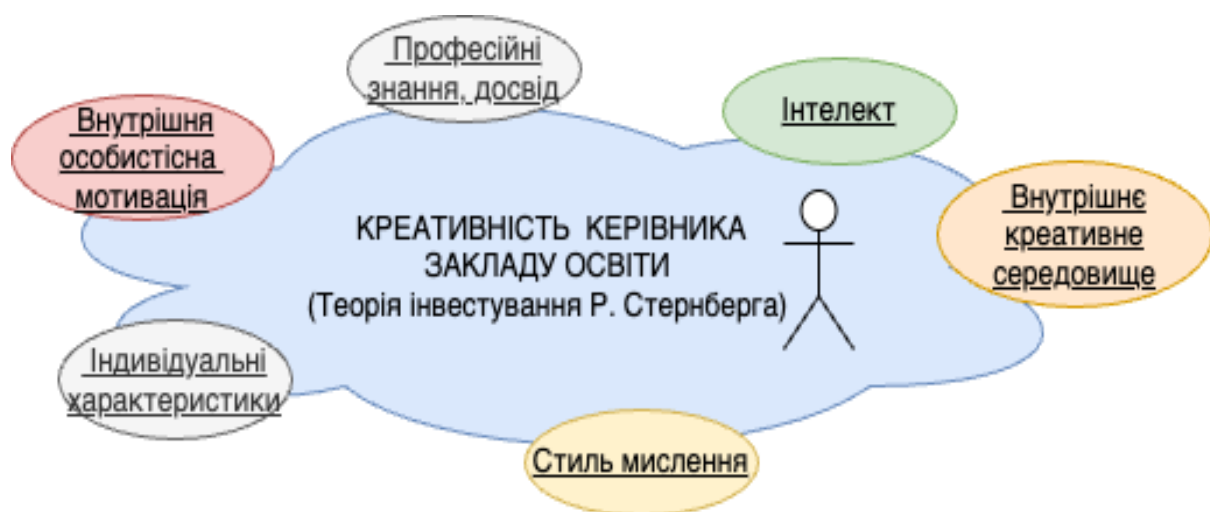 Професійні
знання, досвід
Інтелект
Внутрішня
особистісна
мотивація
Внутрішнє
креативне
середовище
КРЕАТИВНІСТЬ КЕРІВНИКА
ЗАКЛАДУ ОСВІТИ
(Теорія інвестування Р. Стернберга)
Індивідуальні
характеристики
Стиль мислення